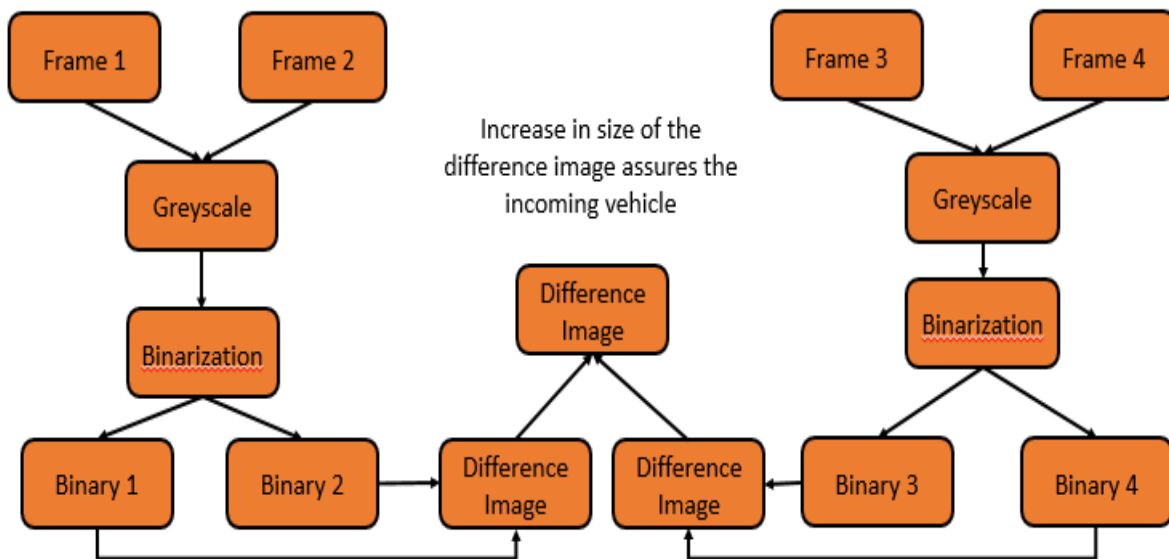 Frame 1
Frame 2
Frame 3
Frame 4
Increase in size of the
difference image assures the
incoming vehicle
Greyscale
Greyscale
Difference
Image
Binarization
Binarization
Binary 1
Binary 2
Difference
Image
Difference
Image
Binary 3
Binary 4